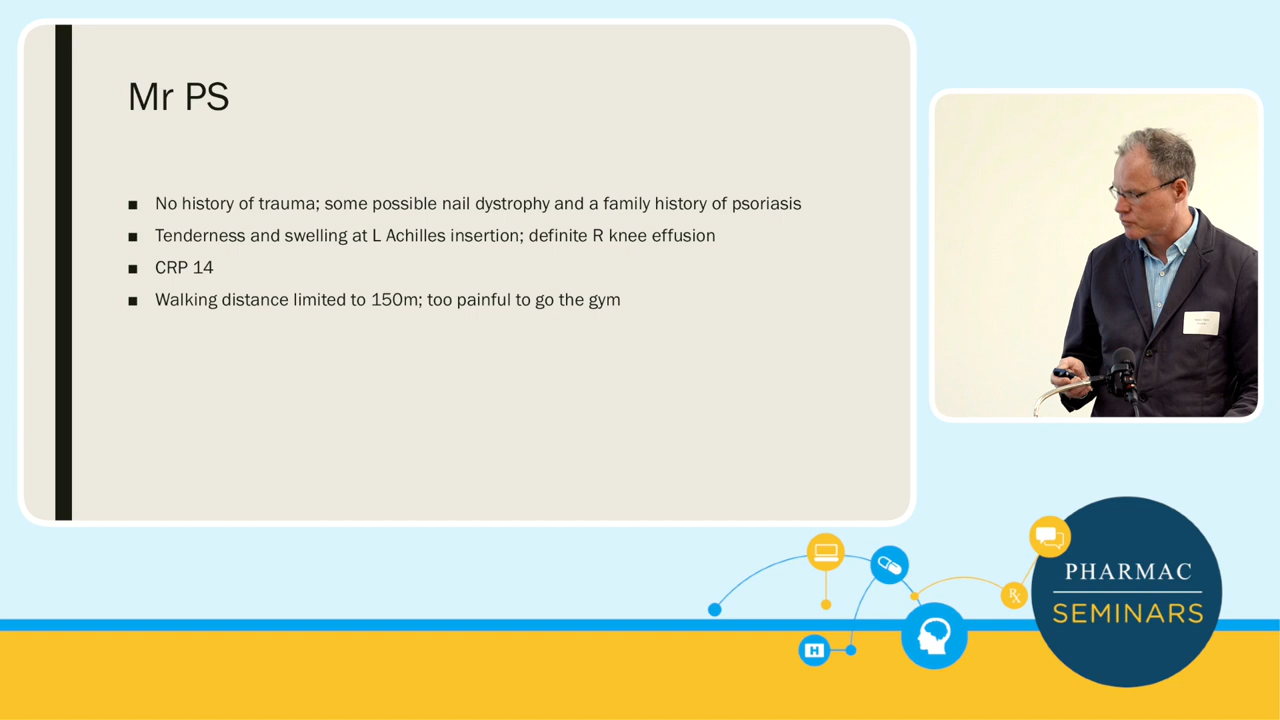 Mr PS
■ No history of trauma; some possible nail dystrophy and a family history of psoriasis
■ Tenderness and swelling at L Achilles insertion; definite R knee effusion
■ CRP 14
■ Walking distance limited to 150m; too painful to go the gym
H
Rx
PHARMAC
SEMINARS